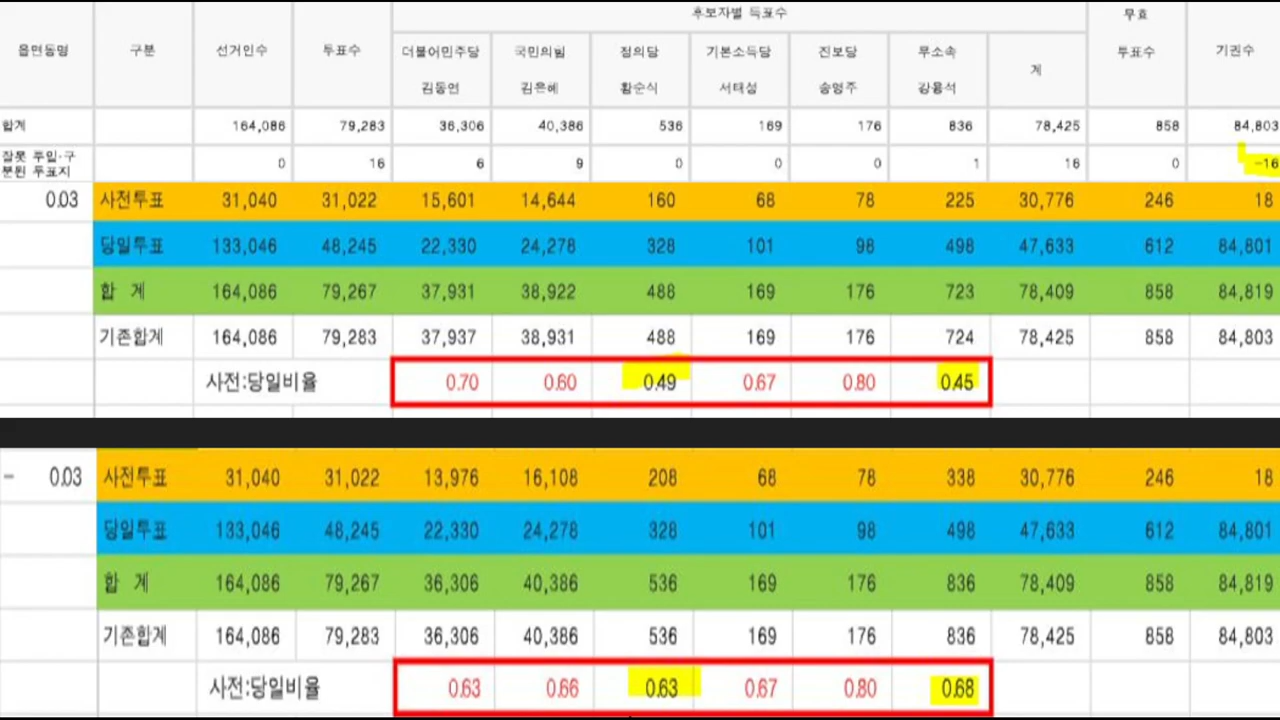 후보자별 득표수 무효
읍면동명 구분 선거인수 투표수 더불어민주당 국민의힘 정의당 기본소득당 진보당 무소속 계 투표수 기권수
김동연 김은혜 황순식 서태성 송영주 강용석
합계 164,086 79,283 36,306 40,386 536 169 176 836 78,425 858 84,803
잘못 투입·구
분된 투표지 0 16 6 9 0 0 0 1 16 0 -16
0.03 사전투표 31,040 31,022 15,601 14,644 160 68 78 225 30,776 246 18
당일투표 133,046 48,245 22,330 24,278 328 101 98 498 47,633 612 84,801
합 계 164,086 79,267 37,931 38,922 488 169 176 723 78,409 858 84,819
기존합계 164,086 79,283 37,937 38,931 488 169 176 724 78,425 858 84,803
사전:당일비율 0.70 0.60 0.49 0.67 0.80 0.45
- 0.03 사전투표 31,040 31,022 13,976 16,108 208 68 78 338 30,776 246 18
당일투표 133,046 48,245 22,330 24,278 328 101 98 498 47,633 612 84,801
합 계 164,086 79,267 36,306 40,386 536 169 176 836 78,409 858 84,819
기존합계 164,086 79,283 36,306 40,386 536 169 176 836 78,425 858 84,803
사전:당일비율 0.63 0.66 0.63 0.67 0.80 0.68